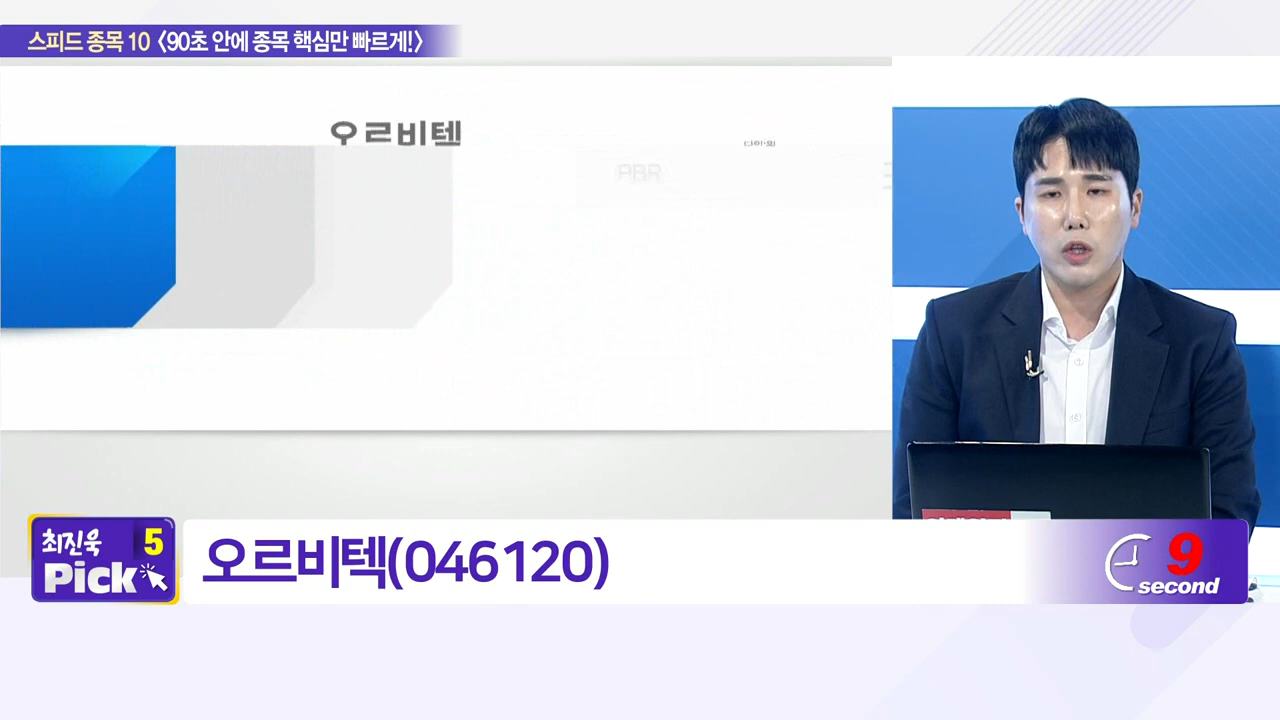 스피드 종목 10 <90초 안에 종목 핵심만 빠르게!>
오르비텍
최진욱 5
Pick
오르비텍(046120)
9
second